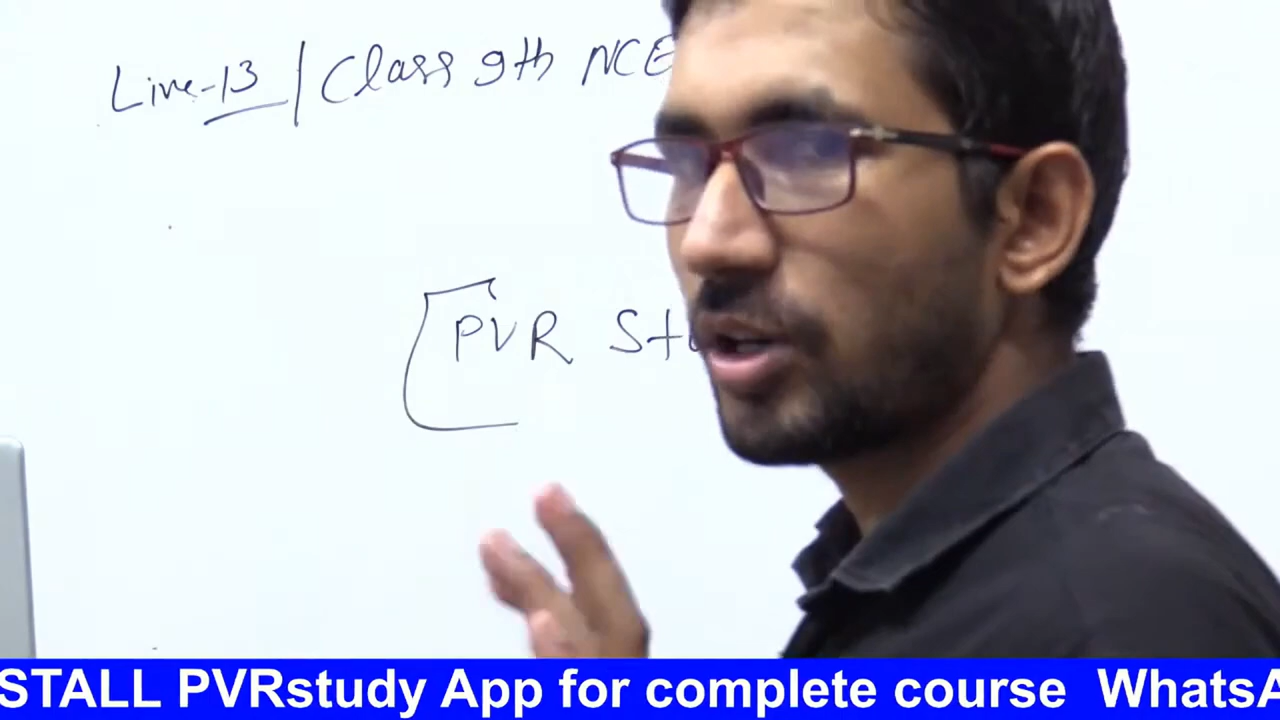 Live-13 | Class 9th NCE
PVR St
STALL PVRstudy App for complete course WhatsA